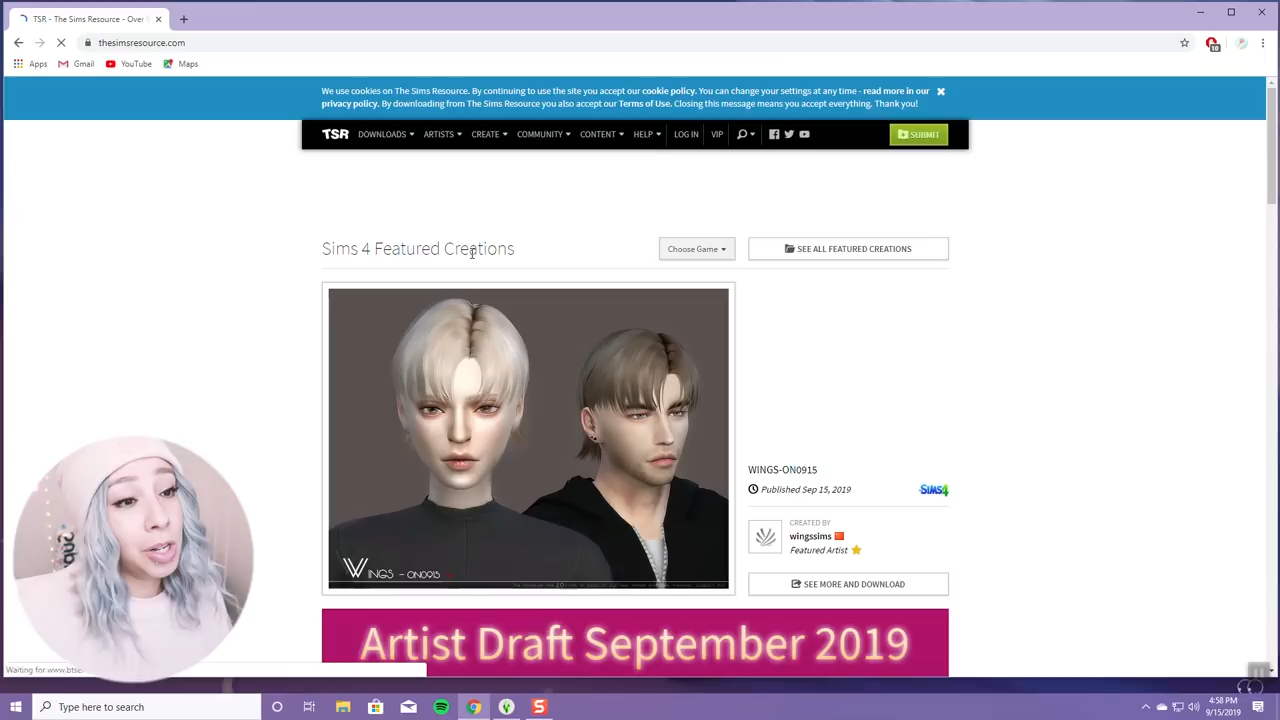 TSR - The Sims Resource - Over
thesimsresource.com
10
Apps Gmail YouTube Maps
We use cookies on The Sims Resource. By continuing to use the site you accept our cookie policy. You can change your settings at any time - read more in our
privacy policy. By downloading from The Sims Resource you also accept our Terms of Use. Closing this message means you accept everything. Thank you!
TSR DOWNLOADS ARTISTS CREATE COMMUNITY CONTENT HELP LOG IN VIP SUBMIT
Sims 4 Featured Creations
Choose Game
SEE ALL FEATURED CREATIONS
WINGS - ON0915
WINGS-ON0915
Published Sep 15, 2019
SIMS4
CREATED BY
wingssims
Featured Artist
SEE MORE AND DOWNLOAD
Artist Draft September 2019
Waiting for www.btse
Type here to search
4:58 PM
9/15/2019